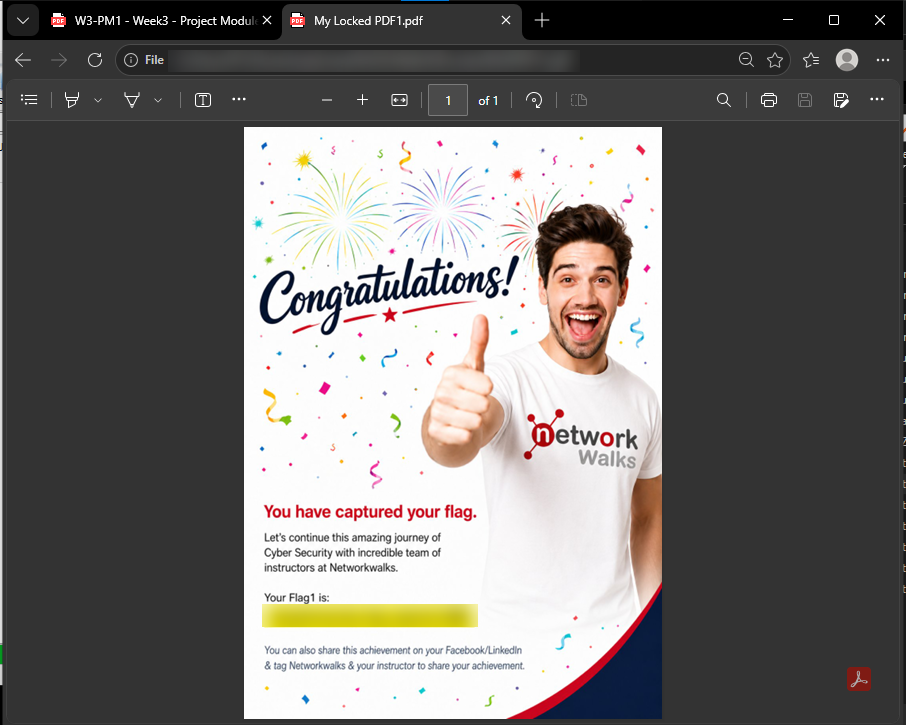 W3-PM1 - Week3 - Project Module
My Locked PDF1.pdf
File
1 of 1
Congratulations!
network
Walks
You have captured your flag.
Let's continue this amazing journey of
Cyber Security with incredible team of
instructors at Networkwalks.
Your Flag1 is:
You can also share this achievement on your Facebook/LinkedIn
& tag Networkwalks & your instructor to share your achievement.